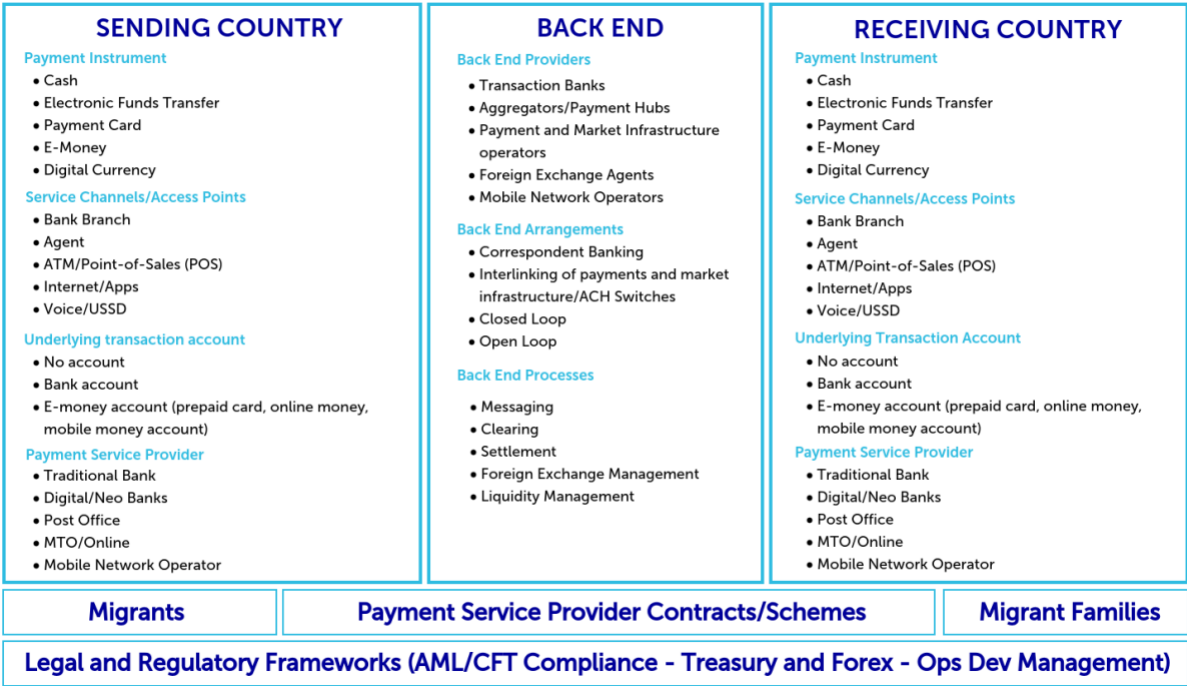 SENDING COUNTRY
Payment Instrument
• Cash
• Electronic Funds Transfer
• Payment Card
• E-Money
• Digital Currency
Service Channels/Access Points
• Bank Branch
• Agent
• ATM/Point-of-Sales (POS)
• Internet/Apps
• Voice/USSD
Underlying transaction account
• No account
• Bank account
• E-money account (prepaid card, online money,
mobile money account)
Payment Service Provider
• Traditional Bank
• Digital/Neo Banks
• Post Office
• MTO/Online
• Mobile Network Operator
BACK END
Back End Providers
• Transaction Banks
• Aggregators/Payment Hubs
• Payment and Market Infrastructure
operators
• Foreign Exchange Agents
• Mobile Network Operators
Back End Arrangements
• Correspondent Banking
• Interlinking of payments and market
infrastructure/ACH Switches
• Closed Loop
• Open Loop
Back End Processes
• Messaging
• Clearing
• Settlement
• Foreign Exchange Management
• Liquidity Management
RECEIVING COUNTRY
Payment Instrument
• Cash
• Electronic Funds Transfer
• Payment Card
• E-Money
• Digital Currency
Service Channels/Access Points
• Bank Branch
• Agent
• ATM/Point-of-Sales (POS)
• Internet/Apps
• Voice/USSD
Underlying Transaction Account
• No account
• Bank account
• E-money account (prepaid card, online money,
mobile money account)
Payment Service Provider
• Traditional Bank
• Digital/Neo Banks
• Post Office
• MTO/Online
• Mobile Network Operator
Migrants
Payment Service Provider Contracts/Schemes
Migrant Families
Legal and Regulatory Frameworks (AML/CFT Compliance - Treasury and Forex - Ops Dev Management)